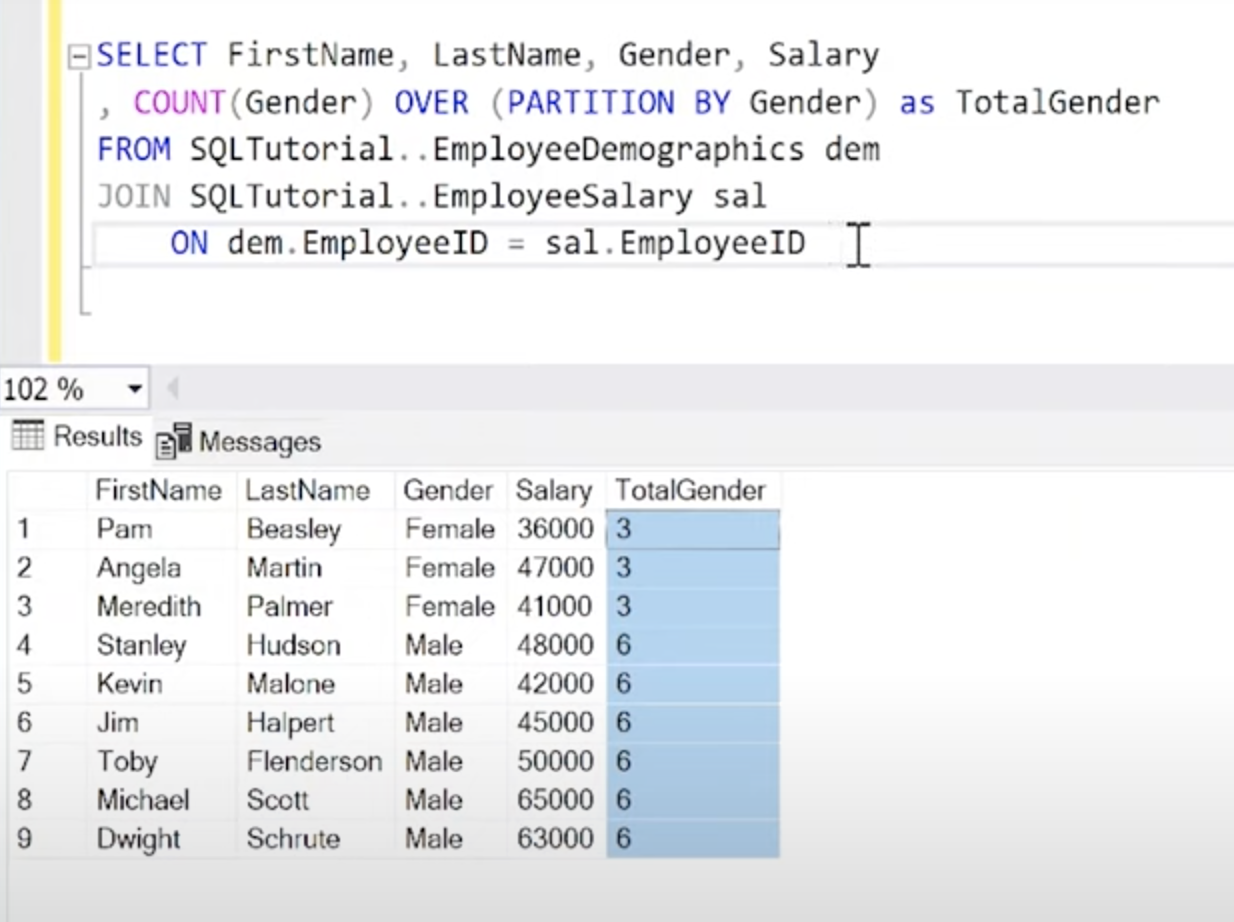 SELECT FirstName, LastName, Gender, Salary
, COUNT(Gender) OVER (PARTITION BY Gender) as TotalGender
FROM SQLTutorial..EmployeeDemographics dem
JOIN SQLTutorial..EmployeeSalary sal
ON dem.EmployeeID = sal.EmployeeID
102 %
Results Messages
FirstName LastName Gender Salary TotalGender
1 Pam Beasley Female 36000 3
2 Angela Martin Female 47000 3
3 Meredith Palmer Female 41000 3
4 Stanley Hudson Male 48000 6
5 Kevin Malone Male 42000 6
6 Jim Halpert Male 45000 6
7 Toby Flenderson Male 50000 6
8 Michael Scott Male 65000 6
9 Dwight Schrute Male 63000 6